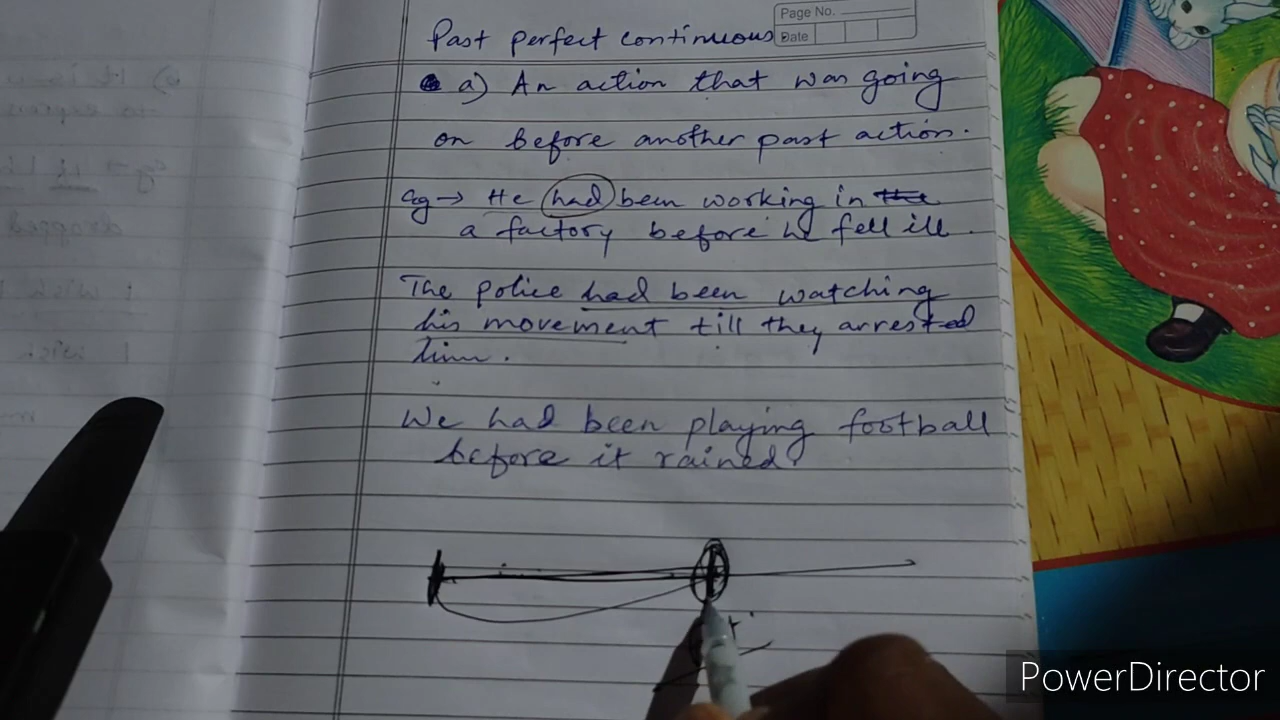 Page No.
Date
Past perfect continuous
a) An action that was going
on before another past action.
eg → He had been working in the
a factory before he fell ill.
The police had been watching
his movement till they arrested
him.
We had been playing football
before it rained.
PowerDirector